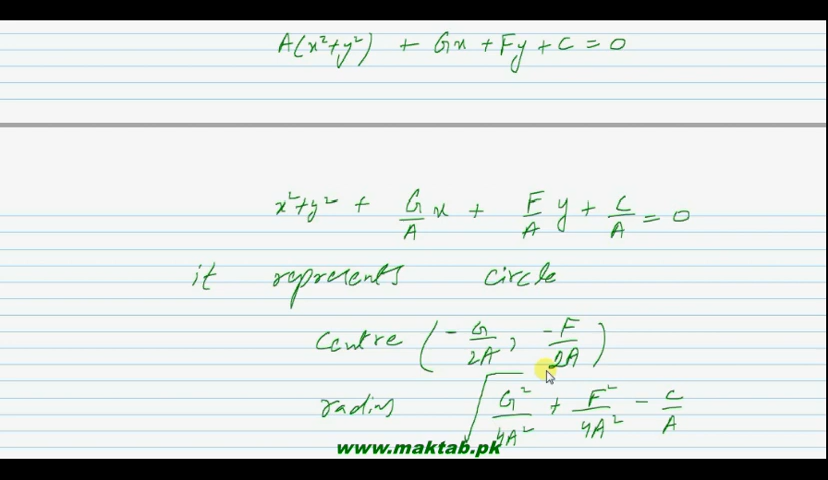 A(x²+y²) + Gx + Fy + C = 0
x²+y² + G/A x + F/A y + C/A = 0
it represents circle
centre (-G/2A, -F/2A)
radius √G²/4A² + F²/4A² - C/A
www.maktab.pk